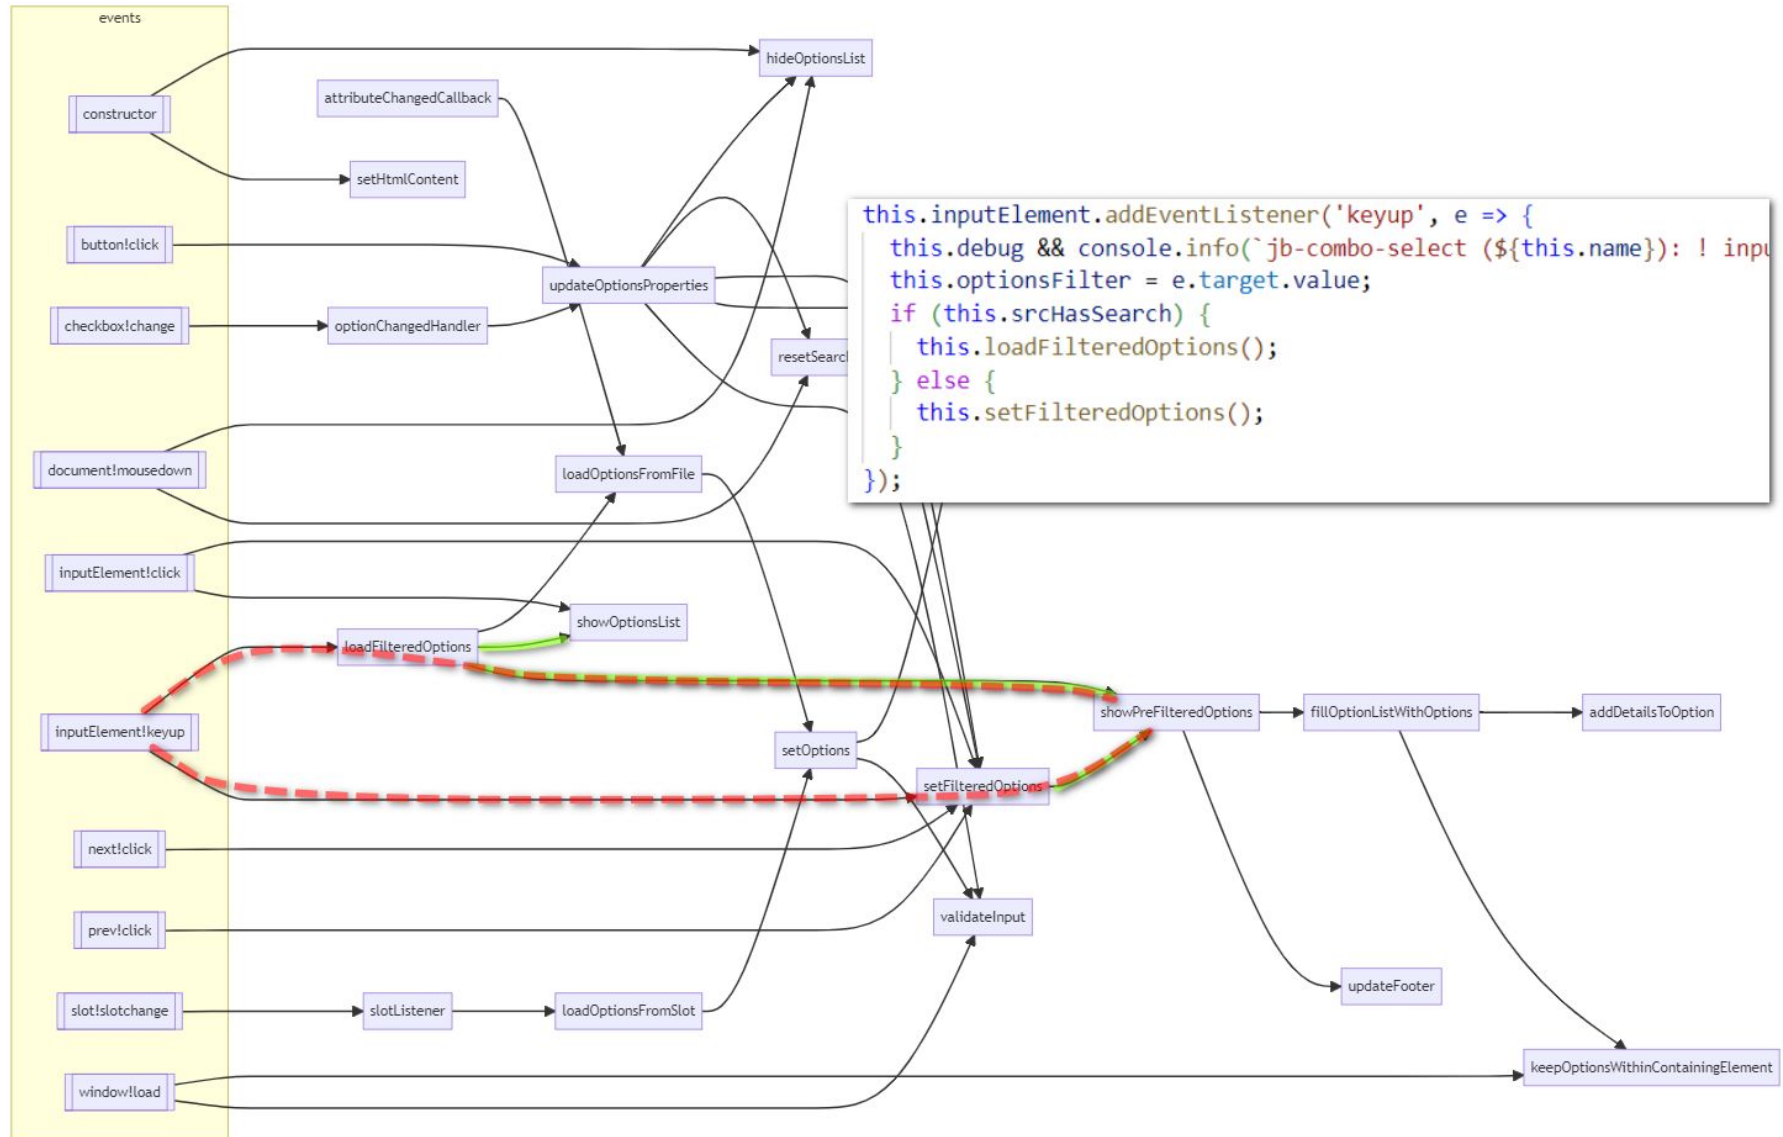 events
hideOptionsList
attributeChangedCallback
constructor
setHtmlContent
button!click
updateOptionsProperties
checkbox!change
optionChangedHandler
resetSearch
this.inputElement.addEventListener('keyup', e => {
this.debug && console.info(`jb-combo-select (${this.name}): ! inpu
this.optionsFilter = e.target.value;
if (this.srcHasSearch) {
this.loadFilteredOptions();
} else {
this.setFilteredOptions();
}
});
document!mousedown
loadOptionsFromFile
inputElement!click
showOptionsList
loadFilteredOptions
inputElement!keyup
showPreFilteredOptions
fillOptionListWithOptions
addDetailsToOption
setOptions
setFilteredOptions
next!click
validateInput
prev!click
updateFooter
slot!slotchange
slotListener
loadOptionsFromSlot
keepOptionsWithinContainingElement
window!load